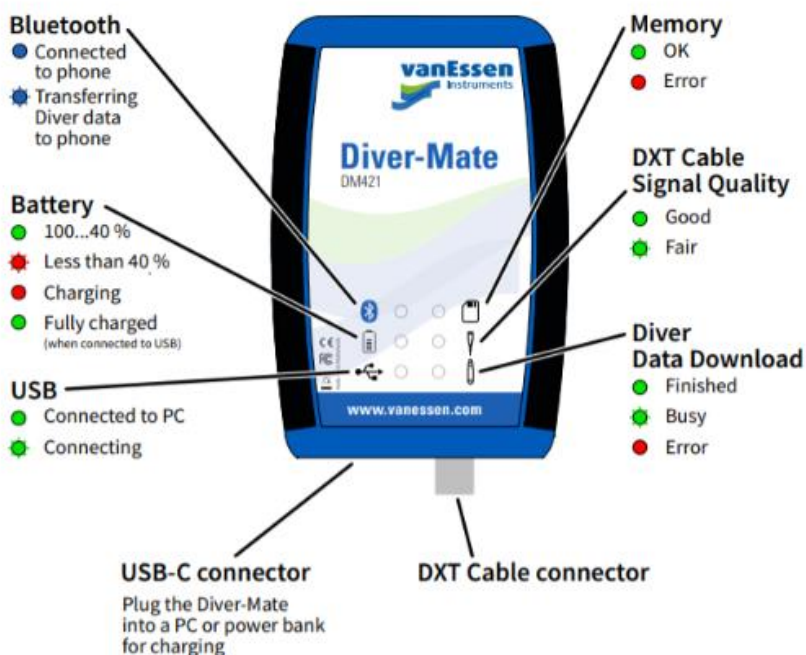 Bluetooth
Connected
to phone
Transferring
Diver data
to phone
Battery
100...40 %
Less than 40 %
Charging
Fully charged
(when connected to USB)
USB
Connected to PC
Connecting
vanEssen
Instruments
Diver-Mate
DM421
CE
FC
www.vanessen.com
Memory
OK
Error
DXT Cable
Signal Quality
Good
Fair
Diver
Data Download
Finished
Busy
Error
USB-C connector
Plug the Diver-Mate
into a PC or power bank
for charging
DXT Cable connector